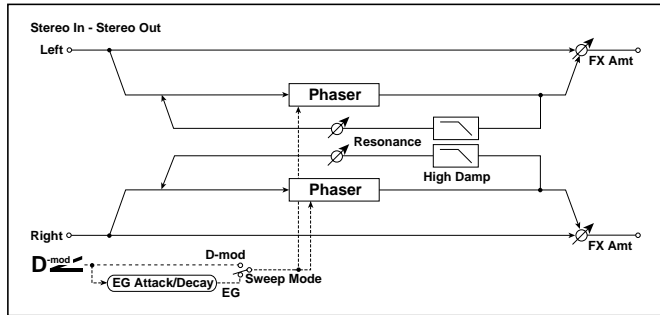 Stereo In - Stereo Out
Left
FX Amt
Phaser
Resonance
High Damp
Phaser
Right
FX Amt
D-mod
D-mod
Sweep Mode
EG Attack/Decay
EG